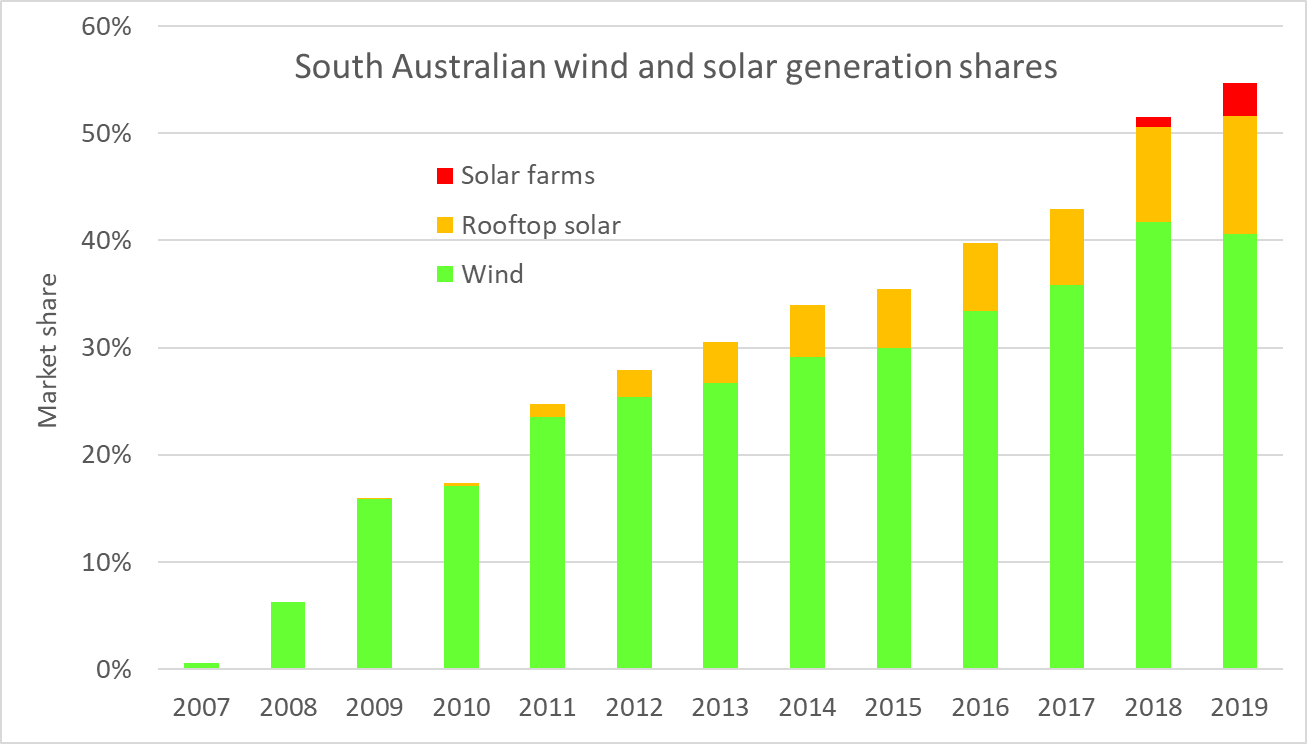 South Australian wind and solar generation shares
60%
50%
40%
30%
20%
10%
0%
Market share
Solar farms
Rooftop solar
Wind
2007 2008 2009 2010 2011 2012 2013 2014 2015 2016 2017 2018 2019